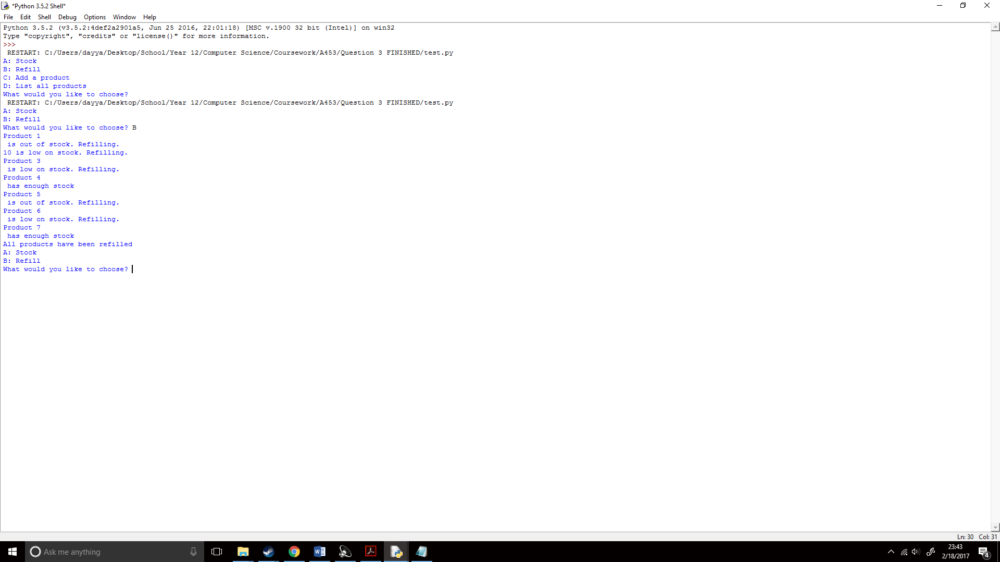 *Python 3.5.2 Shell*
File Edit Shell Debug Options Window Help
Python 3.5.2 (v3.5.2:4def2a2901a5, Jun 25 2016, 22:01:18) [MSC v.1900 32 bit (Intel)] on win32
Type "copyright", "credits" or "license()" for more information.
>>>
 RESTART: C:/Users/dayya/Desktop/School/Year 12/Computer Science/Coursework/A453/Question 3 FINISHED/test.py
A: Stock
B: Refill
C: Add a product
D: List all products
What would you like to choose?
 RESTART: C:/Users/dayya/Desktop/School/Year 12/Computer Science/Coursework/A453/Question 3 FINISHED/test.py
A: Stock
B: Refill
What would you like to choose? B
Product 1
 is out of stock. Refilling.
10 is low on stock. Refilling.
Product 3
 is low on stock. Refilling.
Product 4
 has enough stock
Product 5
 is out of stock. Refilling.
Product 6
 is low on stock. Refilling.
Product 7
 has enough stock
All products have been refilled
A: Stock
B: Refill
What would you like to choose?
Ln: 30 Col: 31
Ask me anything
23:43
2/18/2017
4